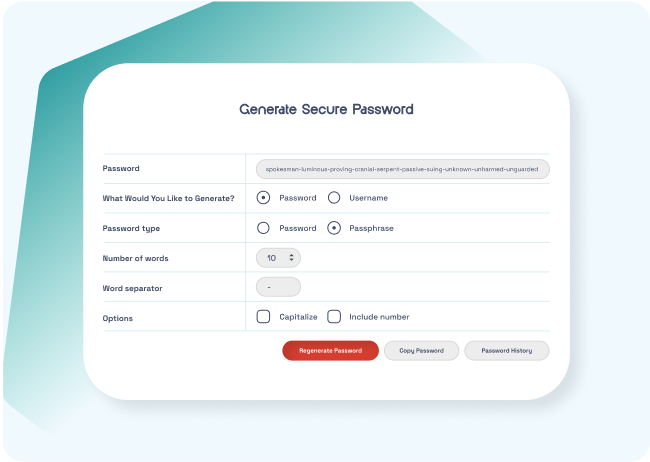 Generate Secure Password
Password spokesman-luminous-proving-cranial-serpent-passive-suing-unknown-unharmed-unguarded
What Would You Like to Generate? Password Username
Password type Password Passphrase
Number of words 10
Word separator -
Options Capitalize Include number
Regenerate Password Copy Password Password History